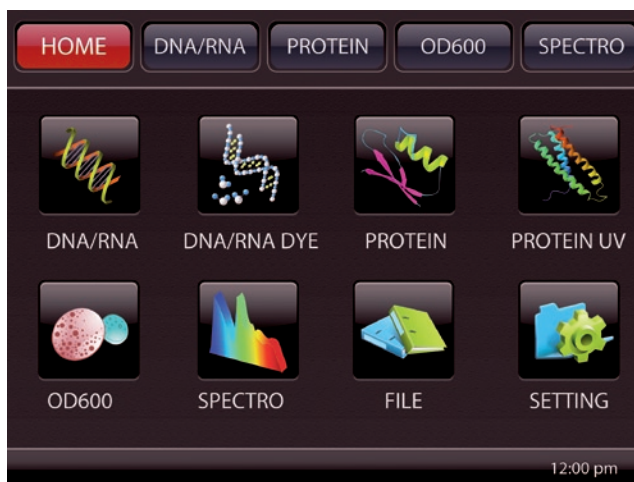 HOME DNA/RNA PROTEIN OD600 SPECTRO
DNA/RNA DNA/RNA DYE PROTEIN PROTEIN UV
OD600 SPECTRO FILE SETTING
12:00 pm